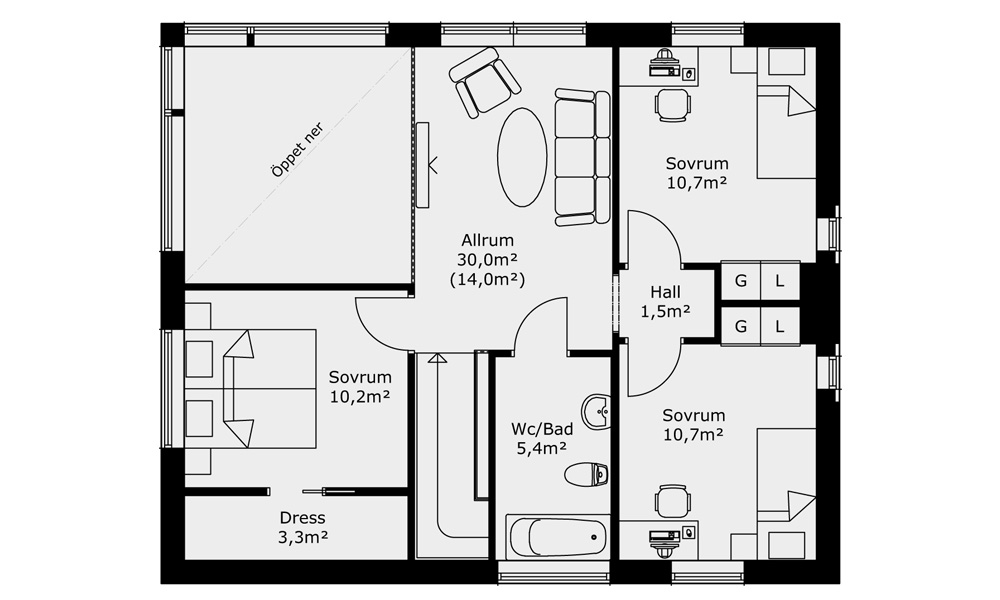 Öppet ner
Allrum
30,0m²
(14,0m²)
Sovrum
10,7m²
Hall
1,5m²
G L
G L
Sovrum
10,2m²
Wc/Bad
5,4m²
Sovrum
10,7m²
Dress
3,3m²